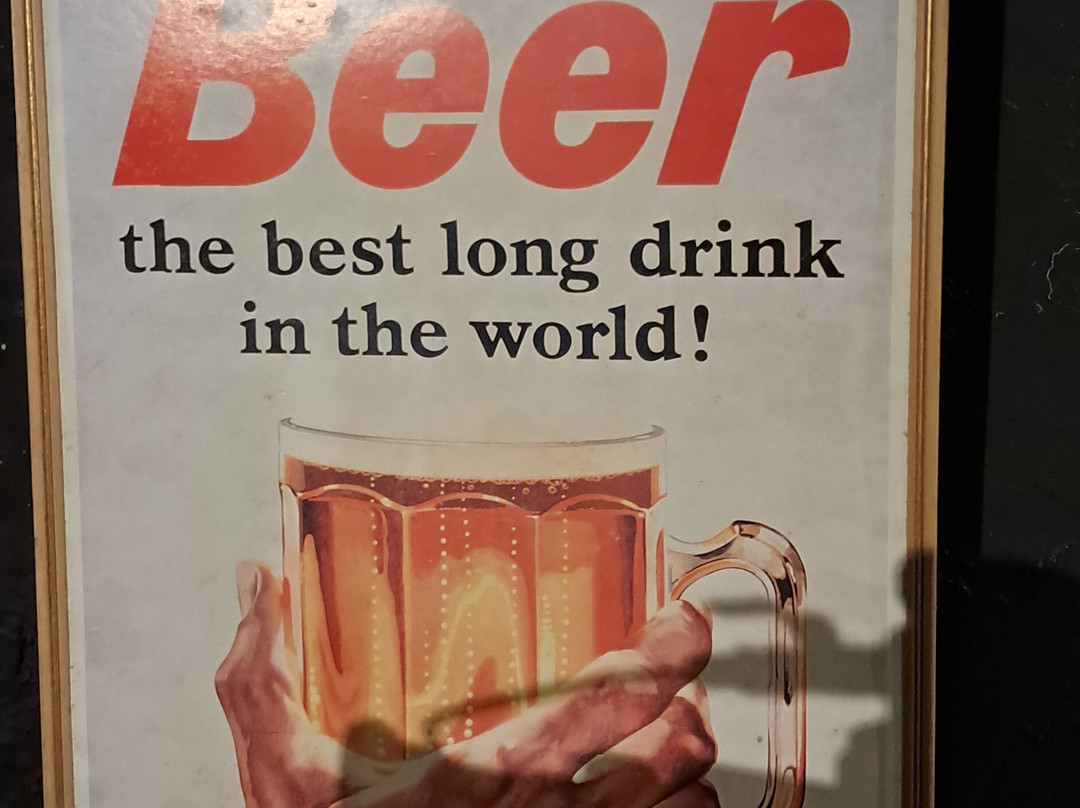 Beer
the best long drink
in the world!